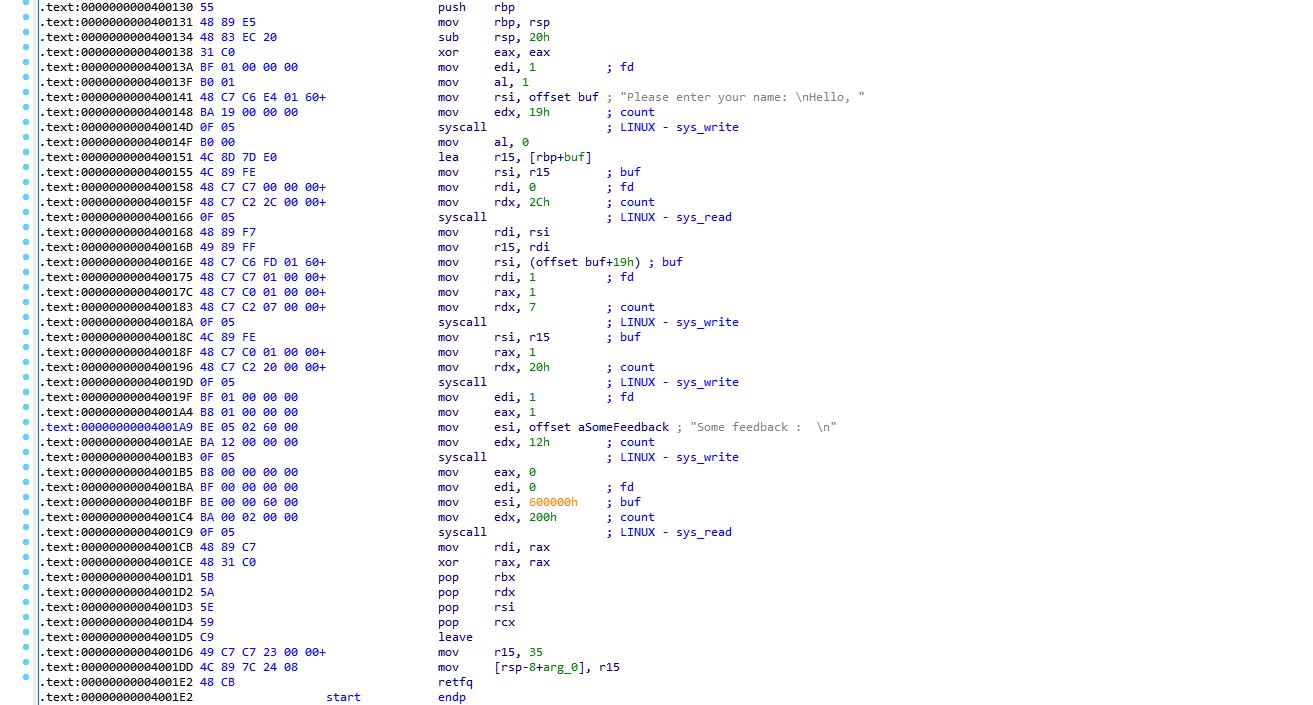 .text:0000000000400130 55 push rbp
.text:0000000000400131 48 89 E5 mov rbp, rsp
.text:0000000000400134 48 83 EC 20 sub rsp, 20h
.text:0000000000400138 31 C0 xor eax, eax
.text:000000000040013A BF 01 00 00 00 mov edi, 1 ; fd
.text:000000000040013F B0 01 mov al, 1
.text:0000000000400141 48 C7 C6 E4 01 60+ mov rsi, offset buf ; "Please enter your name: \nHello, "
.text:0000000000400148 BA 19 00 00 00 mov edx, 19h ; count
.text:000000000040014D 0F 05 syscall ; LINUX - sys_write
.text:000000000040014F B0 00 mov al, 0
.text:0000000000400151 4C 8D 7D E0 lea r15, [rbp+buf]
.text:0000000000400155 4C 89 FE mov rsi, r15 ; buf
.text:0000000000400158 48 C7 C7 00 00 00+ mov rdi, 0 ; fd
.text:000000000040015F 48 C7 C2 2C 00 00+ mov rdx, 2Ch ; count
.text:0000000000400166 0F 05 syscall ; LINUX - sys_read
.text:0000000000400168 48 89 F7 mov rdi, rsi
.text:000000000040016B 49 89 FF mov r15, rdi
.text:000000000040016E 48 C7 C6 FD 01 60+ mov rsi, (offset buf+19h) ; buf
.text:0000000000400175 48 C7 C7 01 00 00+ mov rdi, 1 ; fd
.text:000000000040017C 48 C7 C0 01 00 00+ mov rax, 1
.text:0000000000400183 48 C7 C2 07 00 00+ mov rdx, 7 ; count
.text:000000000040018A 0F 05 syscall ; LINUX - sys_write
.text:000000000040018C 4C 89 FE mov rsi, r15 ; buf
.text:000000000040018F 48 C7 C0 01 00 00+ mov rax, 1
.text:0000000000400196 48 C7 C2 20 00 00+ mov rdx, 20h ; count
.text:000000000040019D 0F 05 syscall ; LINUX - sys_write
.text:000000000040019F BF 01 00 00 00 mov edi, 1 ; fd
.text:00000000004001A4 B8 01 00 00 00 mov eax, 1
.text:00000000004001A9 BE 05 02 60 00 mov esi, offset aSomeFeedback ; "Some feedback :  \n"
.text:00000000004001AE BA 12 00 00 00 mov edx, 12h ; count
.text:00000000004001B3 0F 05 syscall ; LINUX - sys_write
.text:00000000004001B5 B8 00 00 00 00 mov eax, 0
.text:00000000004001BA BF 00 00 00 00 mov edi, 0 ; fd
.text:00000000004001BF BE 00 00 60 00 mov esi, 600000h ; buf
.text:00000000004001C4 BA 00 02 00 00 mov edx, 200h ; count
.text:00000000004001C9 0F 05 syscall ; LINUX - sys_read
.text:00000000004001CB 48 89 C7 mov rdi, rax
.text:00000000004001CE 48 31 C0 xor rax, rax
.text:00000000004001D1 5B pop rbx
.text:00000000004001D2 5A pop rdx
.text:00000000004001D3 5E pop rsi
.text:00000000004001D4 59 pop rcx
.text:00000000004001D5 C9 leave
.text:00000000004001D6 49 C7 C7 23 00 00+ mov r15, 35
.text:00000000004001DD 4C 89 7C 24 08 mov [rsp-8+arg_0], r15
.text:00000000004001E2 48 CB retfq
.text:00000000004001E2 start endp